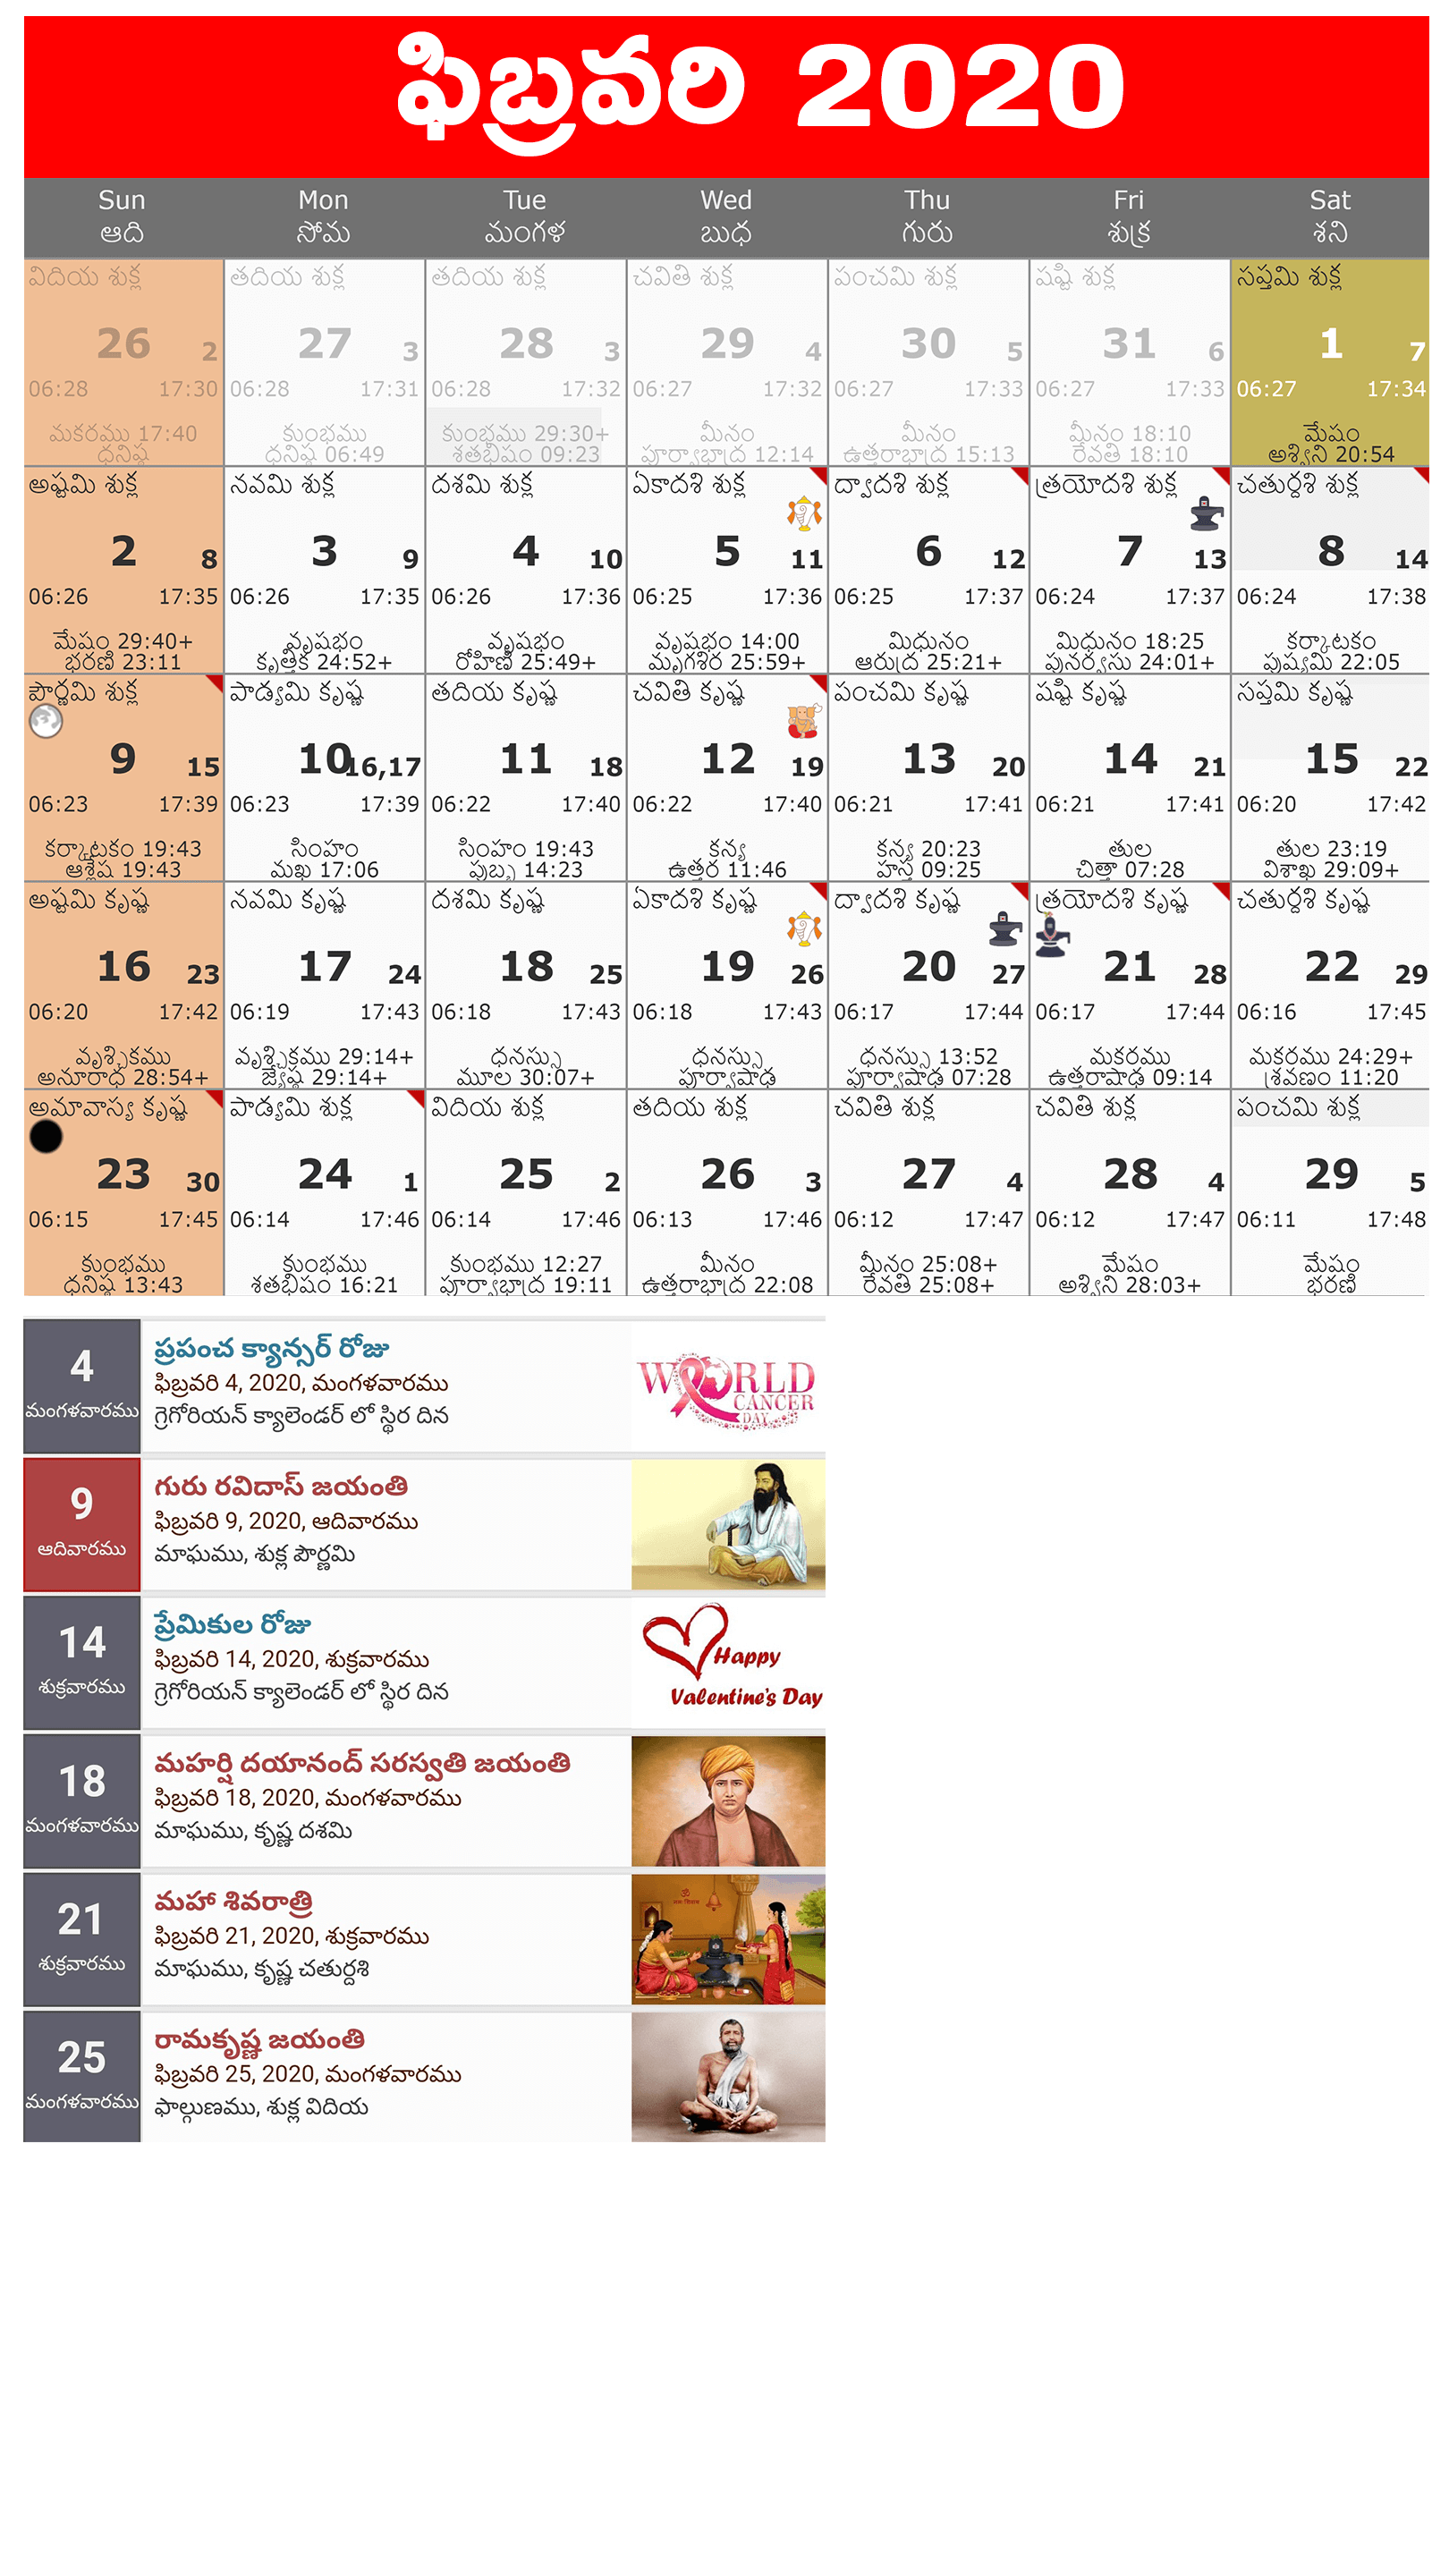 ఫిబ్రవరి 2020
Sun Mon Tue Wed Thu Fri Sat
ఆది సోమ మంగళ బుధ గురు శుక్ర శని
విదియ శుక్ల తదియ శుక్ల తదియ శుక్ల చవితి శుక్ల పంచమి శుక్ల షష్టి శుక్ల సప్తమి శుక్ల
26 2 27 3 28 3 29 4 30 5 31 6 1 7
06:28 17:30 06:28 17:31 06:28 17:32 06:27 17:32 06:27 17:33 06:27 17:33 06:27 17:34
మకరము 17:40 కుంభము కుంభము 29:30+ మీనం మీనం మీనం 18:10 మేషం
ధనిష్ఠ ధనిష్ఠ 06:49 శతభిషం 09:23 పూర్వాభాద్ర 12:14 ఉత్తరాభాద్ర 15:13 రేవతి 18:10 అశ్విని 20:54
అష్టమి శుక్ల నవమి శుక్ల దశమి శుక్ల ఏకాదశి శుక్ల ద్వాదశి శుక్ల త్రయోదశి శుక్ల చతుర్దశి శుక్ల
2 8 3 9 4 10 5 11 6 12 7 13 8 14
06:26 17:35 06:26 17:35 06:26 17:36 06:25 17:36 06:25 17:37 06:24 17:37 06:24 17:38
మేషం 29:40+ వృషభం వృషభం వృషభం 14:00 మిధునం మిధునం 18:25 కర్కాటకం
భరణి 23:11 కృత్తిక 24:52+ రోహిణి 25:49+ మృగశిర 25:59+ ఆరుద్ర 25:21+ పునర్వసు 24:01+ పుష్యమి 22:05
పౌర్ణమి శుక్ల పాడ్యమి కృష్ణ తదియ కృష్ణ చవితి కృష్ణ పంచమి కృష్ణ షష్టి కృష్ణ సప్తమి కృష్ణ
9 15 10 16,17 11 18 12 19 13 20 14 21 15 22
06:23 17:39 06:23 17:39 06:22 17:40 06:22 17:40 06:21 17:41 06:21 17:41 06:20 17:42
కర్కాటకం 19:43 సింహం సింహం 19:43 కన్య కన్య 20:23 తుల తుల 23:19
ఆశ్లేష 19:43 మఖ 17:06 పుబ్బ 14:23 ఉత్తర 11:46 హస్త 09:25 చిత్తా 07:28 విశాఖ 29:09+
అష్టమి కృష్ణ నవమి కృష్ణ దశమి కృష్ణ ఏకాదశి కృష్ణ ద్వాదశి కృష్ణ త్రయోదశి కృష్ణ చతుర్దశి కృష్ణ
16 23 17 24 18 25 19 26 20 27 21 28 22 29
06:20 17:42 06:19 17:43 06:18 17:43 06:18 17:43 06:17 17:44 06:17 17:44 06:16 17:45
వృశ్చికము వృశ్చికము 29:14+ ధనస్సు ధనస్సు ధనస్సు 13:52 మకరము మకరము 24:29+
అనూరాధ 28:54+ జ్యేష్ఠ 29:14+ మూల 30:07+ పూర్వాషాఢ పూర్వాషాఢ 07:28 ఉత్తరాషాఢ 09:14 శ్రవణం 11:20
అమావాస్య కృష్ణ పాడ్యమి శుక్ల విదియ శుక్ల తదియ శుక్ల చవితి శుక్ల చవితి శుక్ల పంచమి శుక్ల
23 30 24 1 25 2 26 3 27 4 28 4 29 5
06:15 17:45 06:14 17:46 06:14 17:46 06:13 17:46 06:12 17:47 06:12 17:47 06:11 17:48
కుంభము కుంభము కుంభము 12:27 మీనం మీనం 25:08+ మేషం మేషం
ధనిష్ఠ 13:43 శతభిషం 16:21 పూర్వాభాద్ర 19:11 ఉత్తరాభాద్ర 22:08 రేవతి 25:08+ అశ్విని 28:03+ భరణి
4
మంగళవారము
ప్రపంచ క్యాన్సర్ రోజు
ఫిబ్రవరి 4, 2020, మంగళవారము
గ్రెగోరియన్ క్యాలెండర్ లో స్థిర దిన
WORLD
CANCER
DAY
9
ఆదివారము
గురు రవిదాస్ జయంతి
ఫిబ్రవరి 9, 2020, ఆదివారము
మాఘము, శుక్ల పౌర్ణమి
14
శుక్రవారము
ప్రేమికుల రోజు
ఫిబ్రవరి 14, 2020, శుక్రవారము
గ్రెగోరియన్ క్యాలెండర్ లో స్థిర దిన
Happy
Valentine's Day
18
మంగళవారము
మహర్షి దయానంద్ సరస్వతి జయంతి
ఫిబ్రవరి 18, 2020, మంగళవారము
మాఘము, కృష్ణ దశమి
21
శుక్రవారము
మహా శివరాత్రి
ఫిబ్రవరి 21, 2020, శుక్రవారము
మాఘము, కృష్ణ చతుర్దశి
25
మంగళవారము
రామకృష్ణ జయంతి
ఫిబ్రవరి 25, 2020, మంగళవారము
ఫాల్గుణము, శుక్ల విదియ